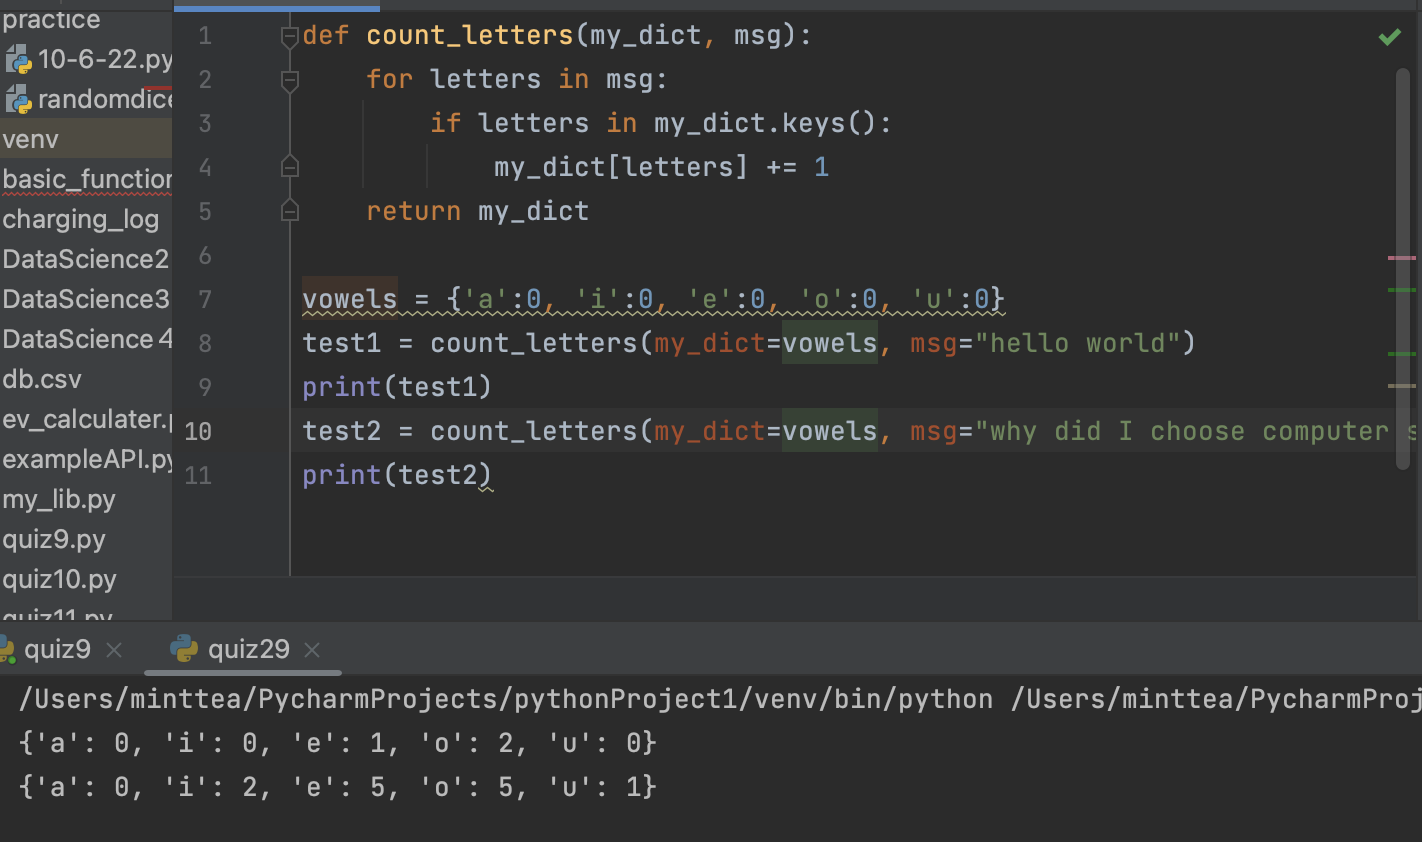 practice
10-6-22.py
randomdice
venv
basic_function
charging_log
DataScience2
DataScience3
DataScience 4
db.csv
ev_calculater.p
exampleAPI.py
my_lib.py
quiz9.py
quiz10.py
quiz11.py
1 def count_letters(my_dict, msg):
2 for letters in msg:
3 if letters in my_dict.keys():
4 my_dict[letters] += 1
5 return my_dict
6
7 vowels = {'a':0, 'i':0, 'e':0, 'o':0, 'u':0}
8 test1 = count_letters(my_dict=vowels, msg="hello world")
9 print(test1)
10 test2 = count_letters(my_dict=vowels, msg="why did I choose computer s
11 print(test2)
quiz9 × quiz29 ×
/Users/minttea/PycharmProjects/pythonProject1/venv/bin/python /Users/minttea/PycharmProj
{'a': 0, 'i': 0, 'e': 1, 'o': 2, 'u': 0}
{'a': 0, 'i': 2, 'e': 5, 'o': 5, 'u': 1}